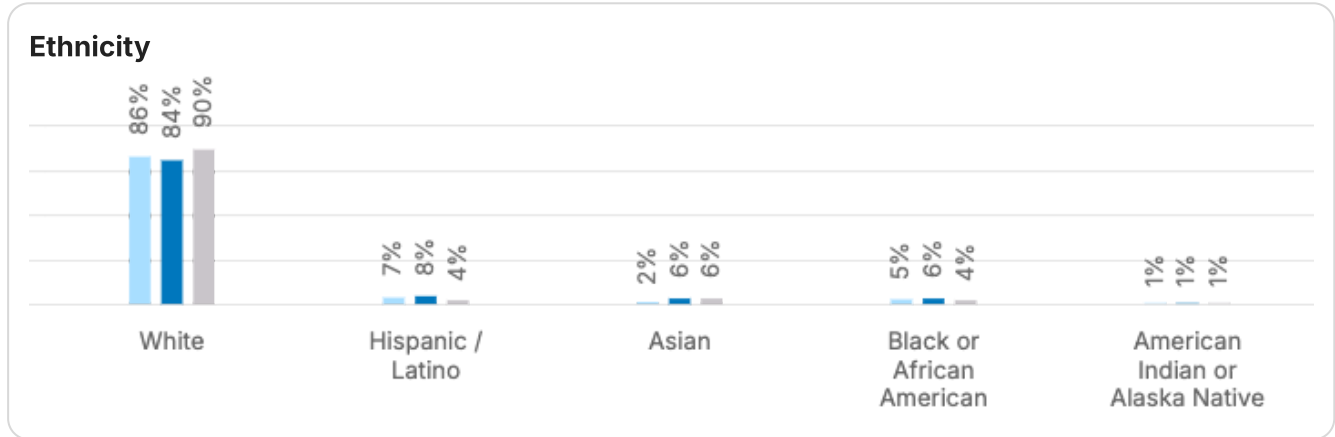 Ethnicity
86% 84% 90%
7% 8% 4%
2% 6% 6%
5% 6% 4%
1% 1% 1%
White
Hispanic /
Latino
Asian
Black or
African
American
American
Indian or
Alaska Native